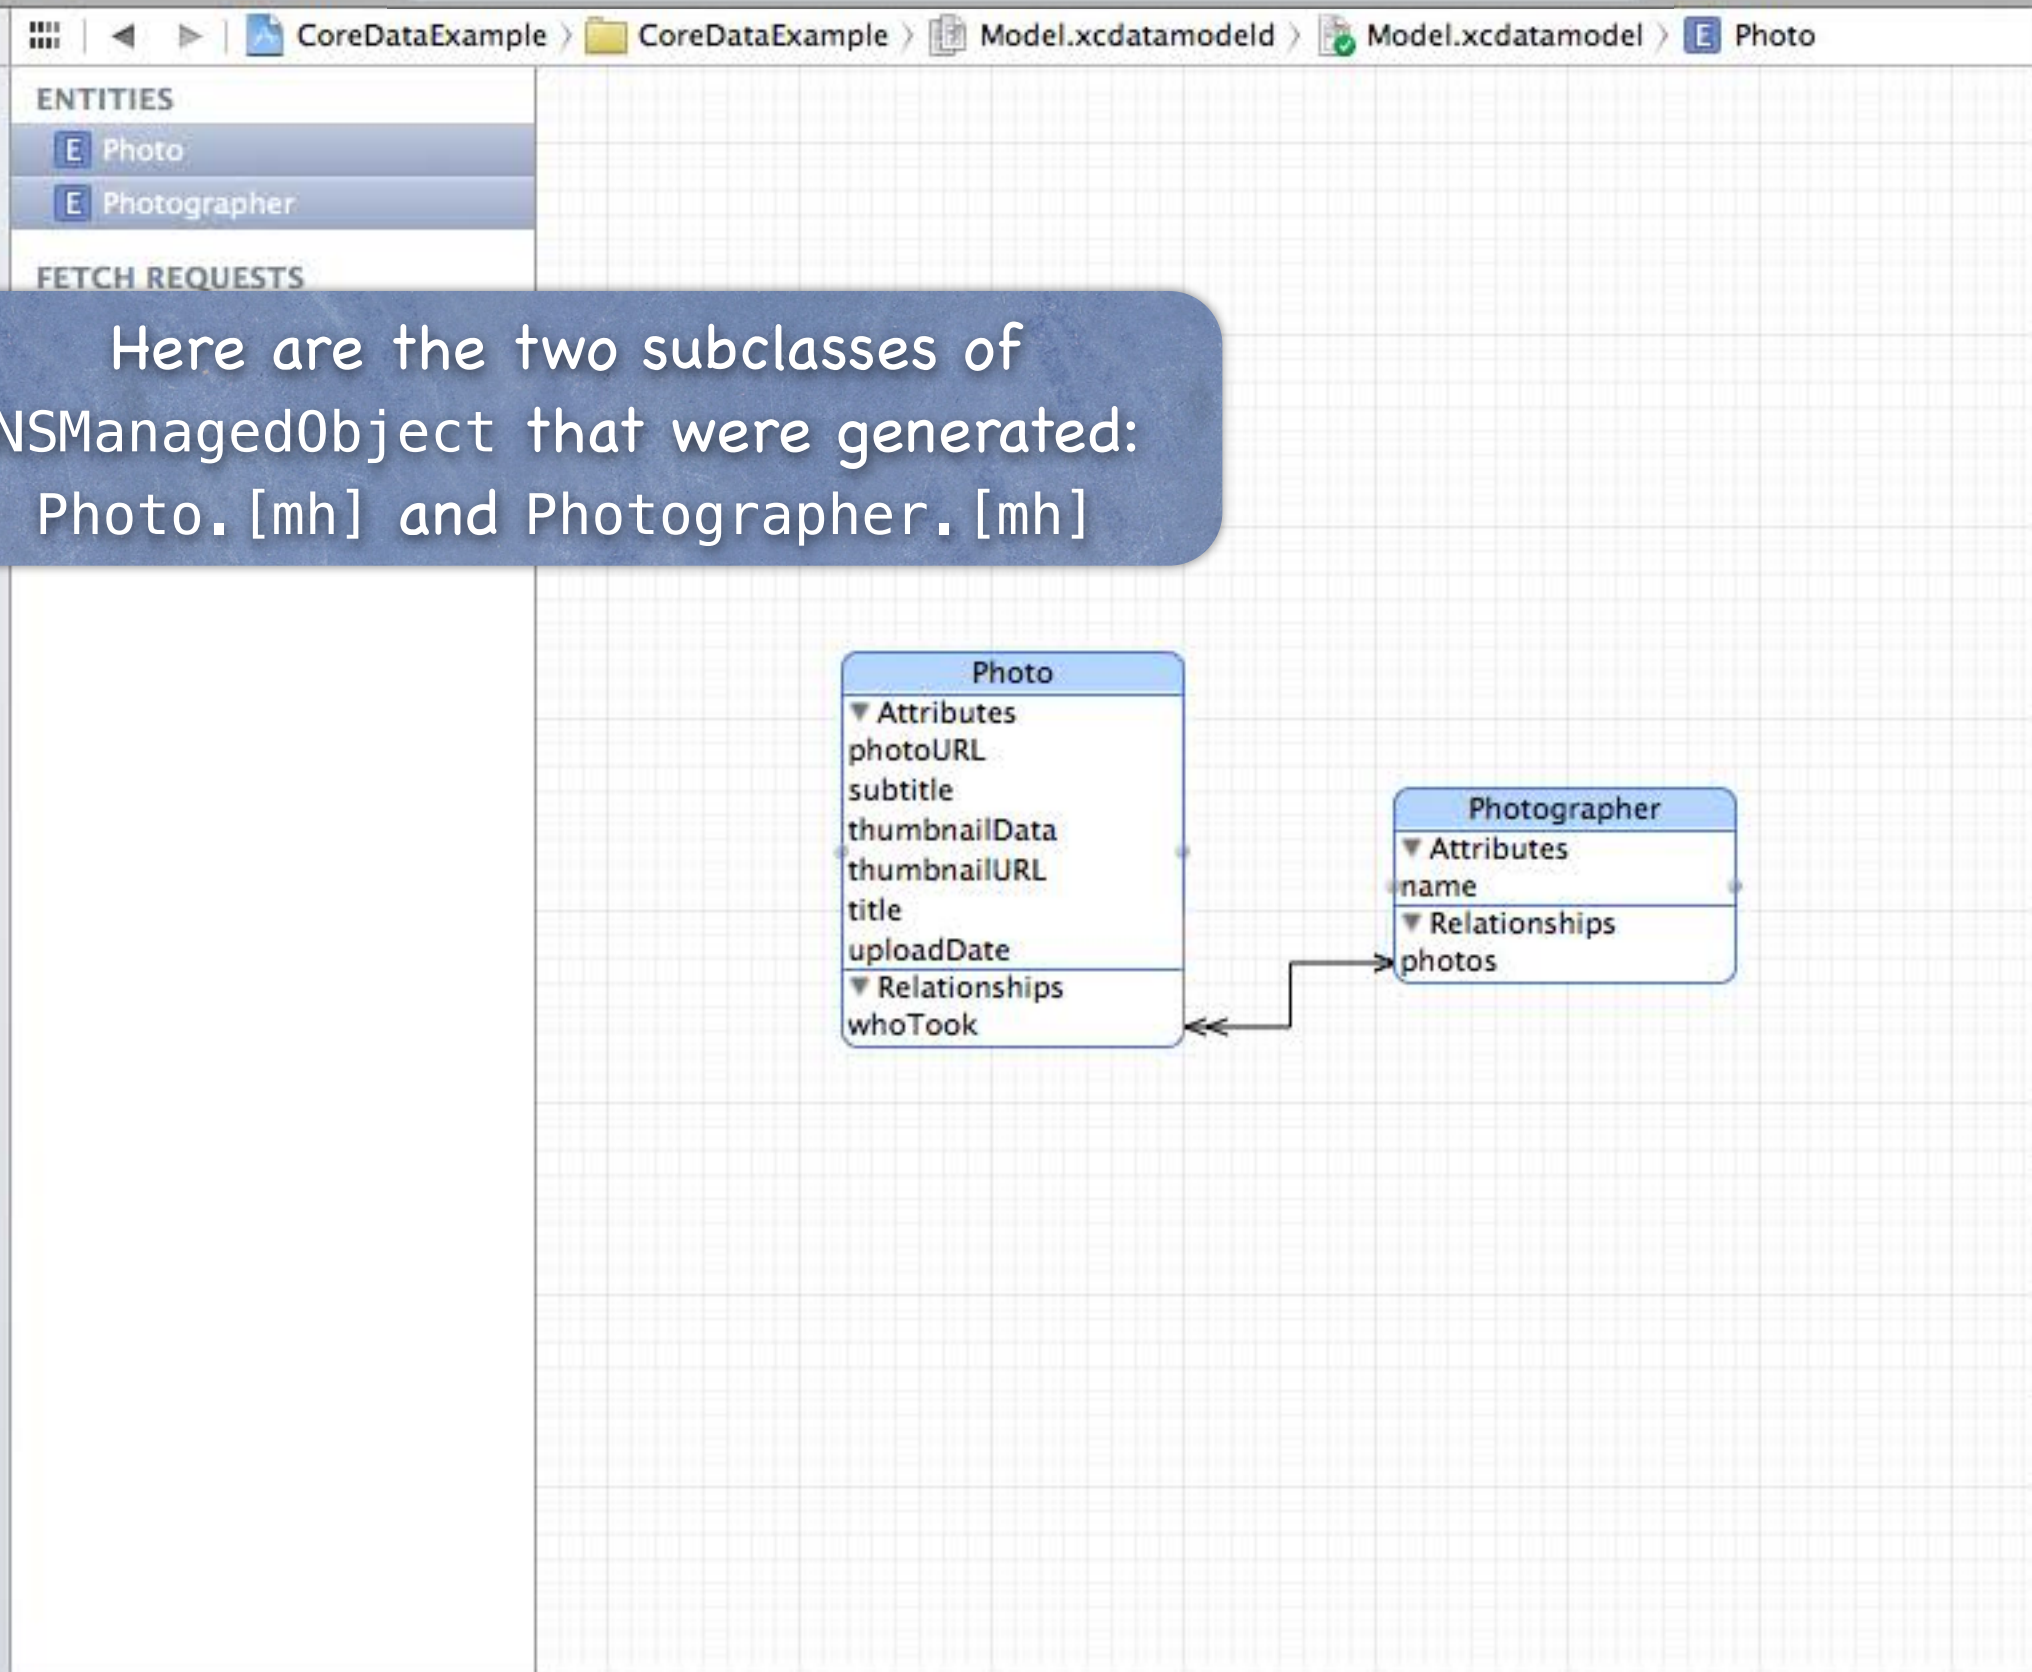 CoreDataExample 〉 CoreDataExample 〉 Model.xcdatamodeld 〉 Model.xcdatamodel 〉 E Photo
ENTITIES
E Photo
E Photographer
FETCH REQUESTS
Here are the two subclasses of
NSManagedObject that were generated:
Photo.[mh] and Photographer.[mh]
Photo
Attributes
photoURL
subtitle
thumbnailData
thumbnailURL
title
uploadDate
Relationships
whoTook
Photographer
Attributes
name
Relationships
photos